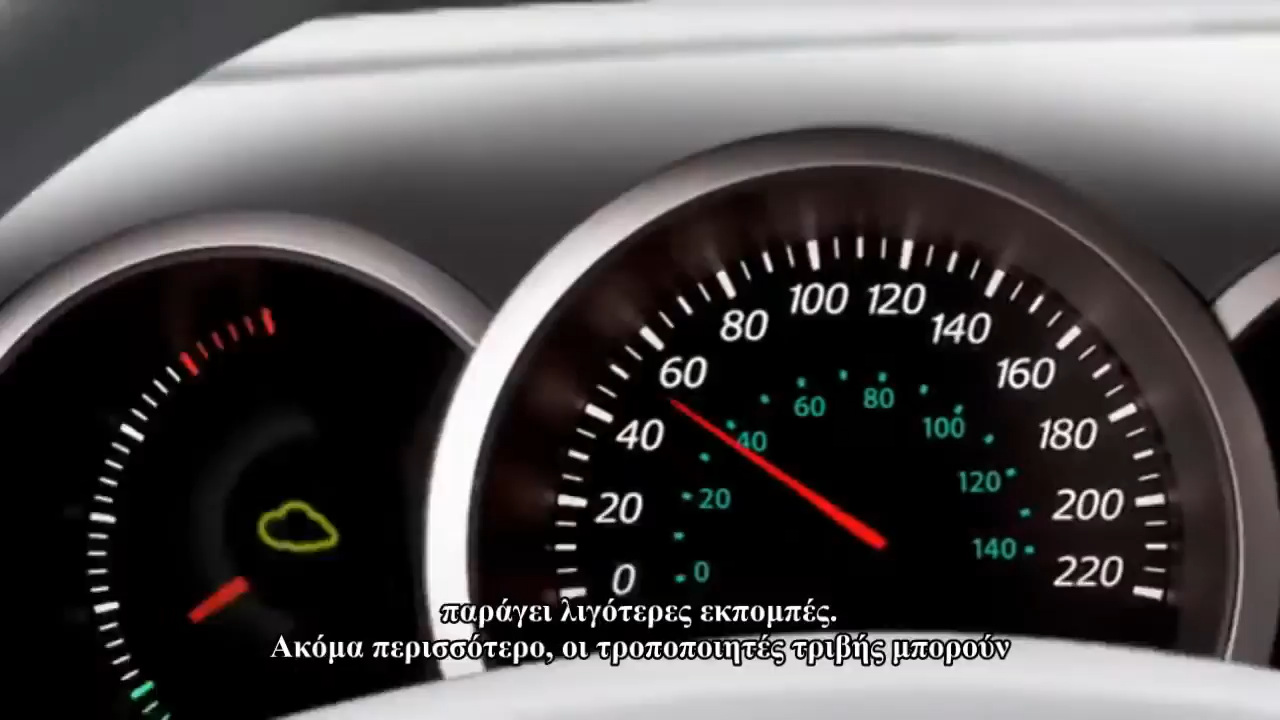 100 120
80 140
60 160
60 80
40 40 100 180
20 20 120 200
0 0 140 220
παράγει λιγότερες εκπομπές.
Ακόμα περισσότερο, οι τροποποιητές τριβής μπορούν